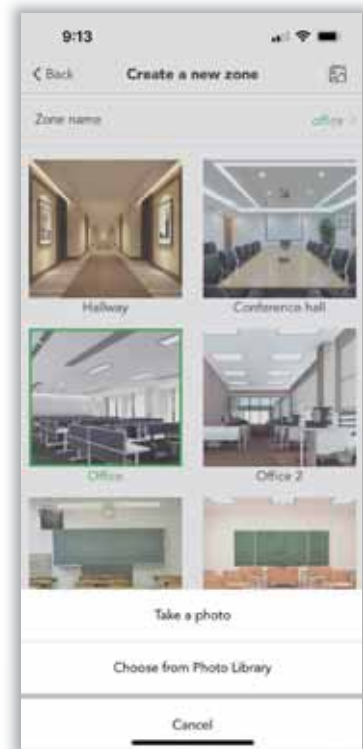 9:13
Back Create a new zone
Zone name office
Hallway Conference hall
Office Office 2
Take a photo
Choose from Photo Library
Cancel